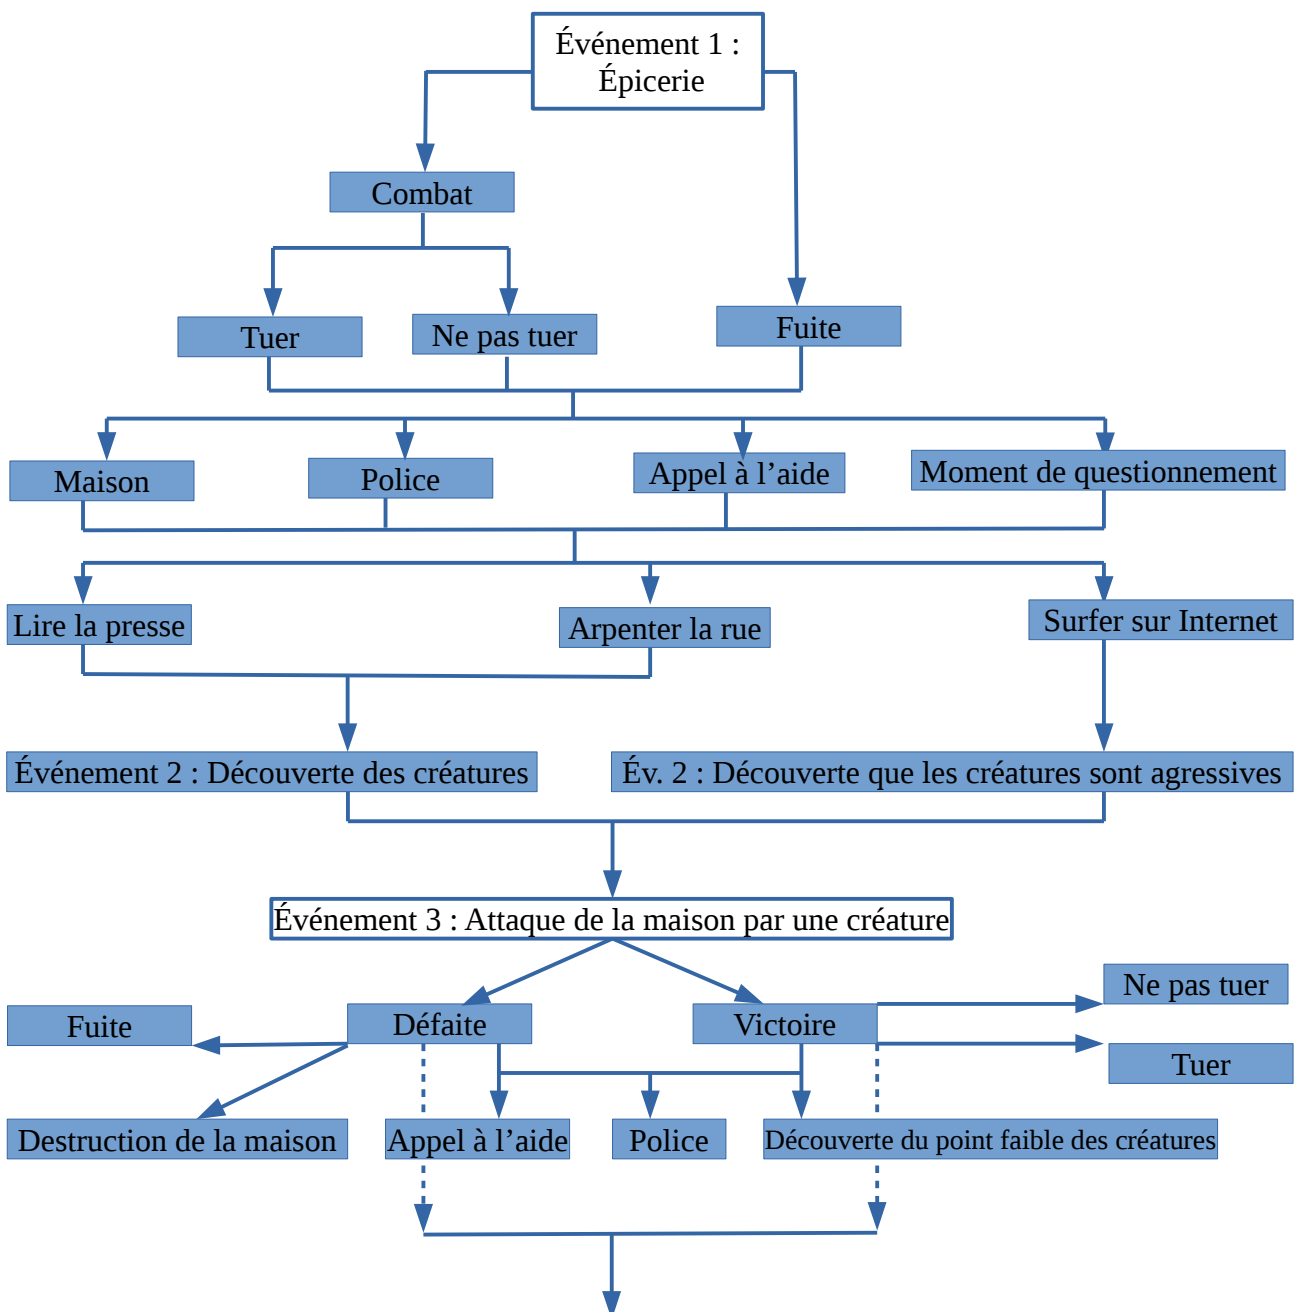 Événement 1 :
Épicerie
Combat
Tuer
Ne pas tuer
Fuite
Maison
Police
Appel à l’aide
Moment de questionnement
Lire la presse
Arpenter la rue
Surfer sur Internet
Événement 2 : Découverte des créatures
Év. 2 : Découverte que les créatures sont agressives
Événement 3 : Attaque de la maison par une créature
Ne pas tuer
Fuite
Défaite
Victoire
Tuer
Destruction de la maison
Appel à l’aide
Police
Découverte du point faible des créatures